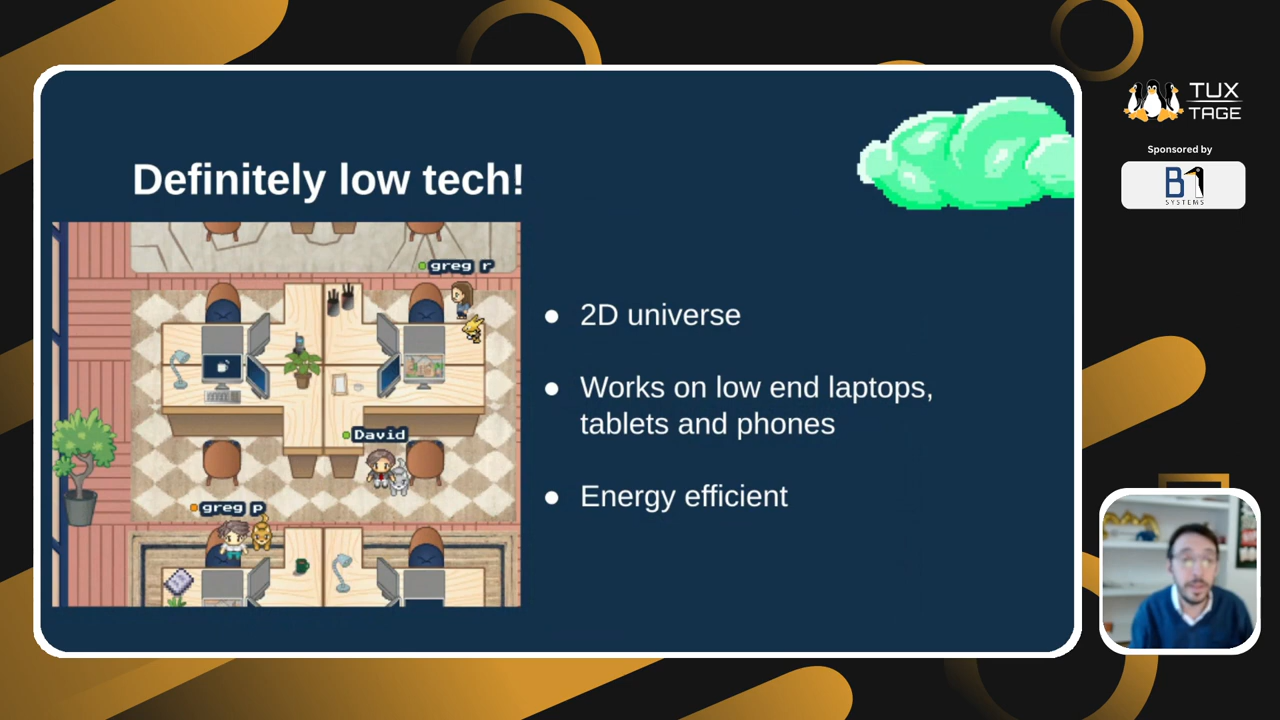 TUX
TAGE
Sponsored by
B1
SYSTEMS
Definitely low tech!
greg r
David
greg p
● 2D universe
● Works on low end laptops,
tablets and phones
● Energy efficient